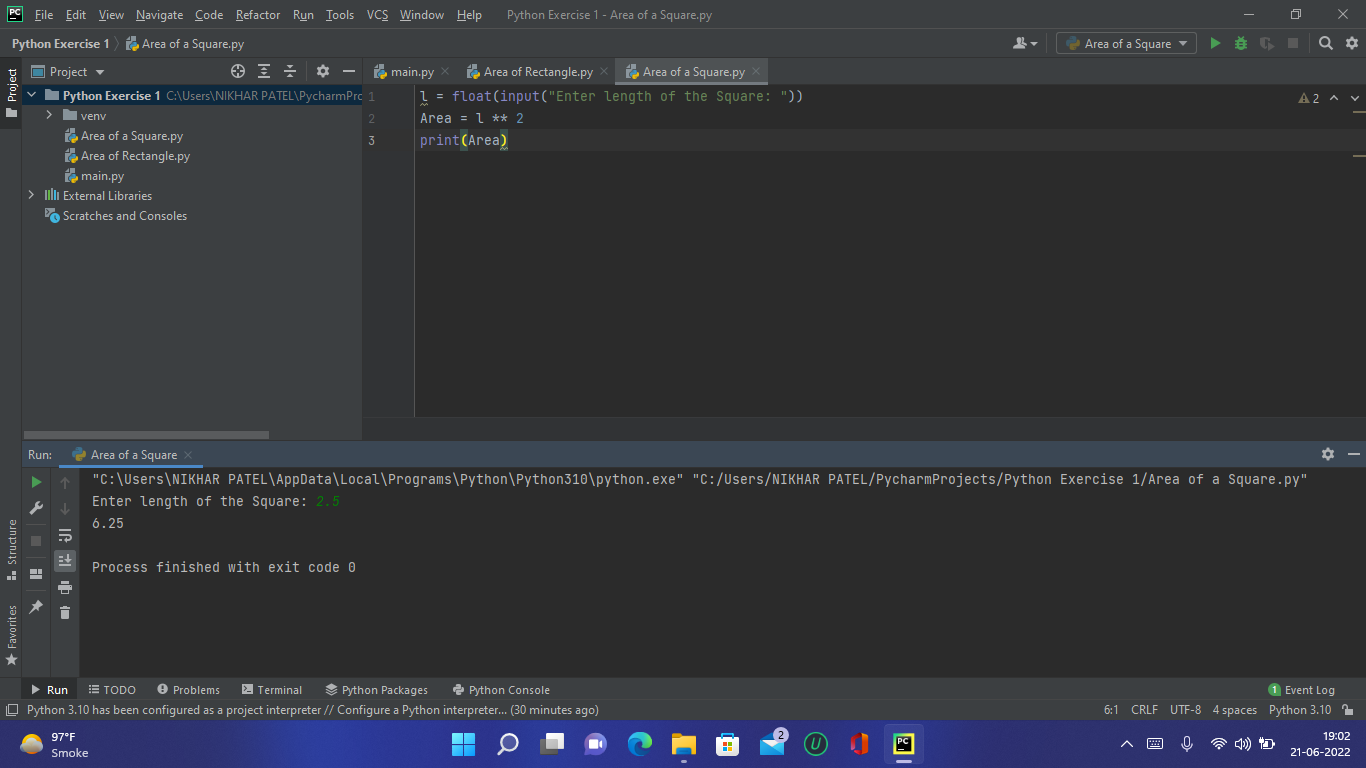 PC File Edit View Navigate Code Refactor Run Tools VCS Window Help Python Exercise 1 - Area of a Square.py
Python Exercise 1 Area of a Square.py Area of a Square
Project
Project
main.py Area of Rectangle.py Area of a Square.py
Python Exercise 1 C:\Users\NIKHAR PATEL\PycharmPro
venv
Area of a Square.py
Area of Rectangle.py
main.py
External Libraries
Scratches and Consoles
1 l = float(input("Enter length of the Square: "))
2 Area = l ** 2
3 print(Area)
2
Run: Area of a Square
"C:\Users\NIKHAR PATEL\AppData\Local\Programs\Python\Python310\python.exe" "C:/Users/NIKHAR PATEL/PycharmProjects/Python Exercise 1/Area of a Square.py"
Enter length of the Square: 2.5
6.25
Process finished with exit code 0
Structure
Favorites
Run TODO Problems Terminal Python Packages Python Console 1 Event Log
Python 3.10 has been configured as a project interpreter // Configure a Python interpreter... (30 minutes ago) 6:1 CRLF UTF-8 4 spaces Python 3.10
97°F
Smoke
2
U
PC
19:02
21-06-2022